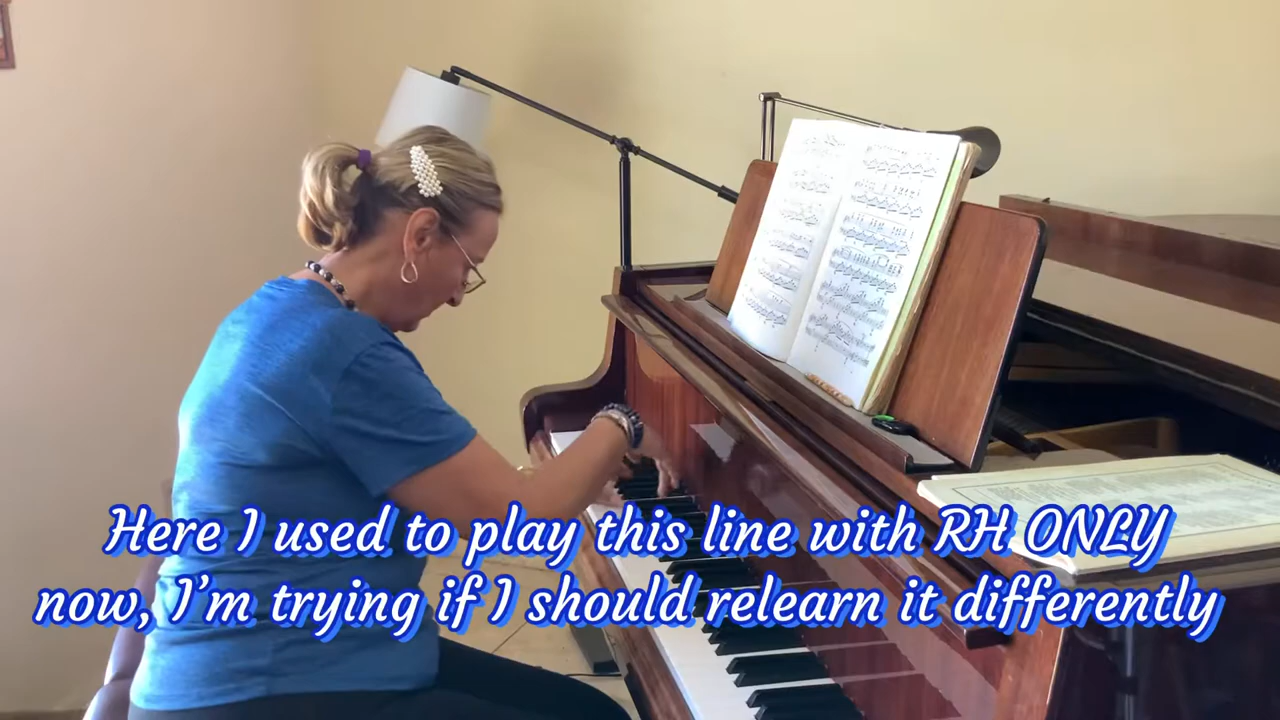 Here I used to play this line with RH ONLY
now, I'm trying if I should relearn it differently